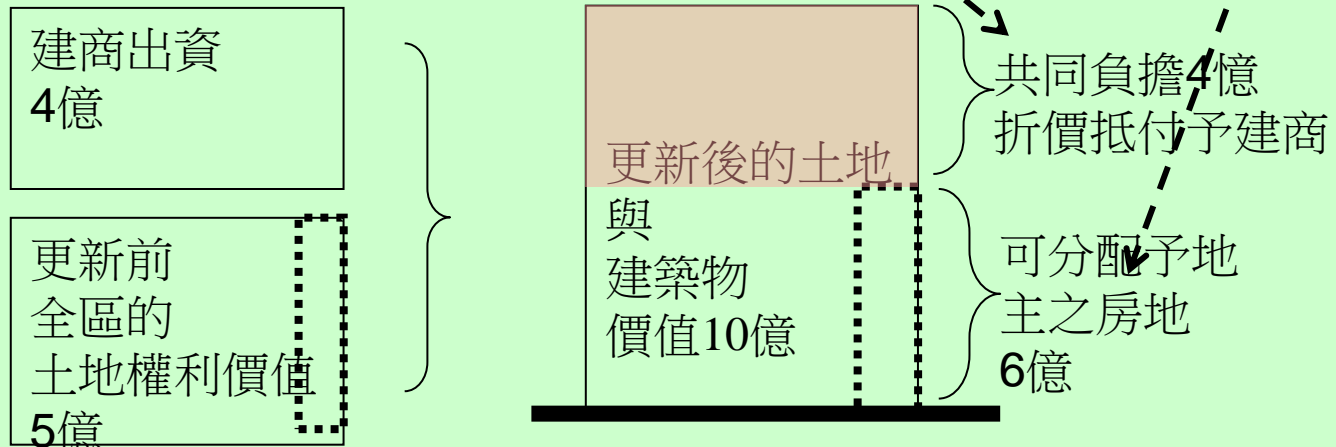 建商出資
4億
更新前
全區的
土地權利價值
5億
更新後的土地
與
建築物
價值10億
共同負擔4憶
折價抵付予建商
可分配予地
主之房地
6億